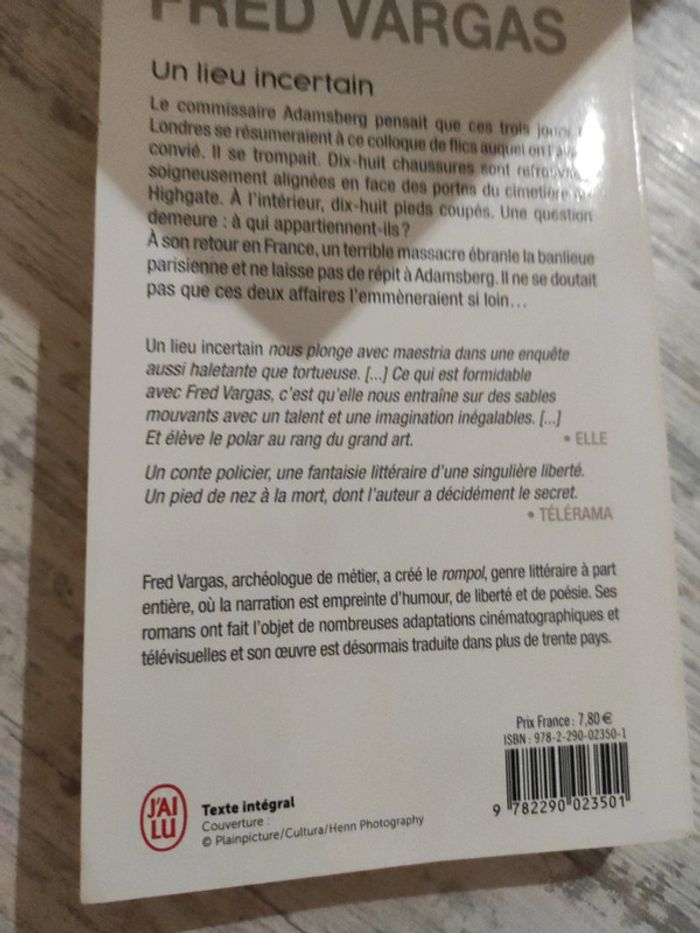 FRED VARGAS
Un lieu incertain
Le commissaire Adamsberg pensait que ces trois jours
Londres se résumeraient à ce colloque de flics auquel on l'
convié. Il se trompait. Dix-huit chaussures sont retrouvées
soigneusement alignées en face des portes du cimetière
Highgate. À l'intérieur, dix-huit pieds coupés. Une question
demeure : à qui appartiennent-ils ?
À son retour en France, un terrible massacre ébranle la banlieue
parisienne et ne laisse pas de répit à Adamsberg. Il ne se doutait
pas que ces deux affaires l'emmèneraient si loin...
Un lieu incertain nous plonge avec maestria dans une enquête
aussi haletante que tortueuse. [...] Ce qui est formidable
avec Fred Vargas, c'est qu'elle nous entraîne sur des sables
mouvants avec un talent et une imagination inégalables. [...]
Et élève le polar au rang du grand art.
• ELLE
Un conte policier, une fantaisie littéraire d'une singulière liberté.
Un pied de nez à la mort, dont l'auteur a décidément le secret.
• TÉLÉRAMA
Fred Vargas, archéologue de métier, a créé le rompol, genre littéraire à part
entière, où la narration est empreinte d'humour, de liberté et de poésie. Ses
romans ont fait l'objet de nombreuses adaptations cinématographiques et
télévisuelles et son œuvre est désormais traduite dans plus de trente pays.
Prix France : 7,80 €
ISBN : 978-2-290-02350-1
9 782290 023501
J'AI
LU
Texte intégral
Couverture :
© Plainpicture/Cultura/Henn Photography